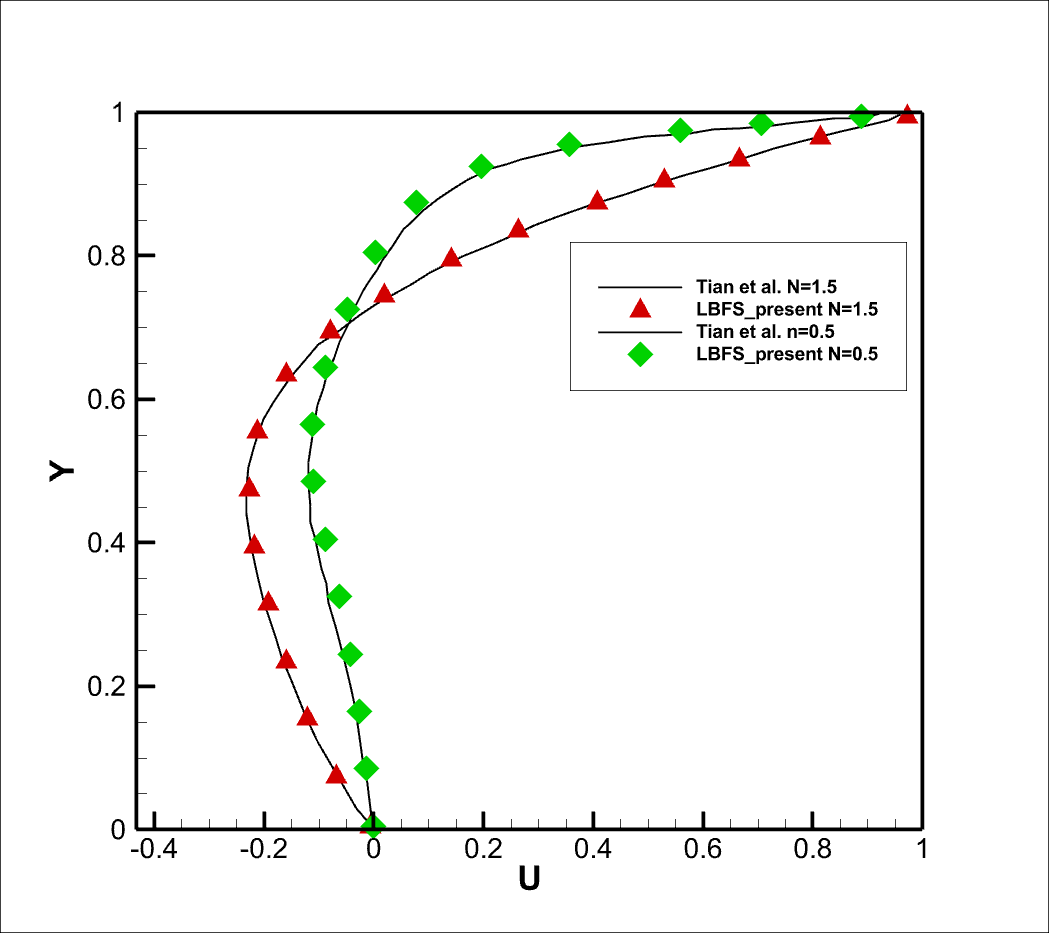 1
0.8
0.6
0.4
0.2
0
Y
Tian et al. N=1.5
LBFS_present N=1.5
Tian et al. n=0.5
LBFS_present N=0.5
-0.4 -0.2 0 0.2 0.4 0.6 0.8 1
U